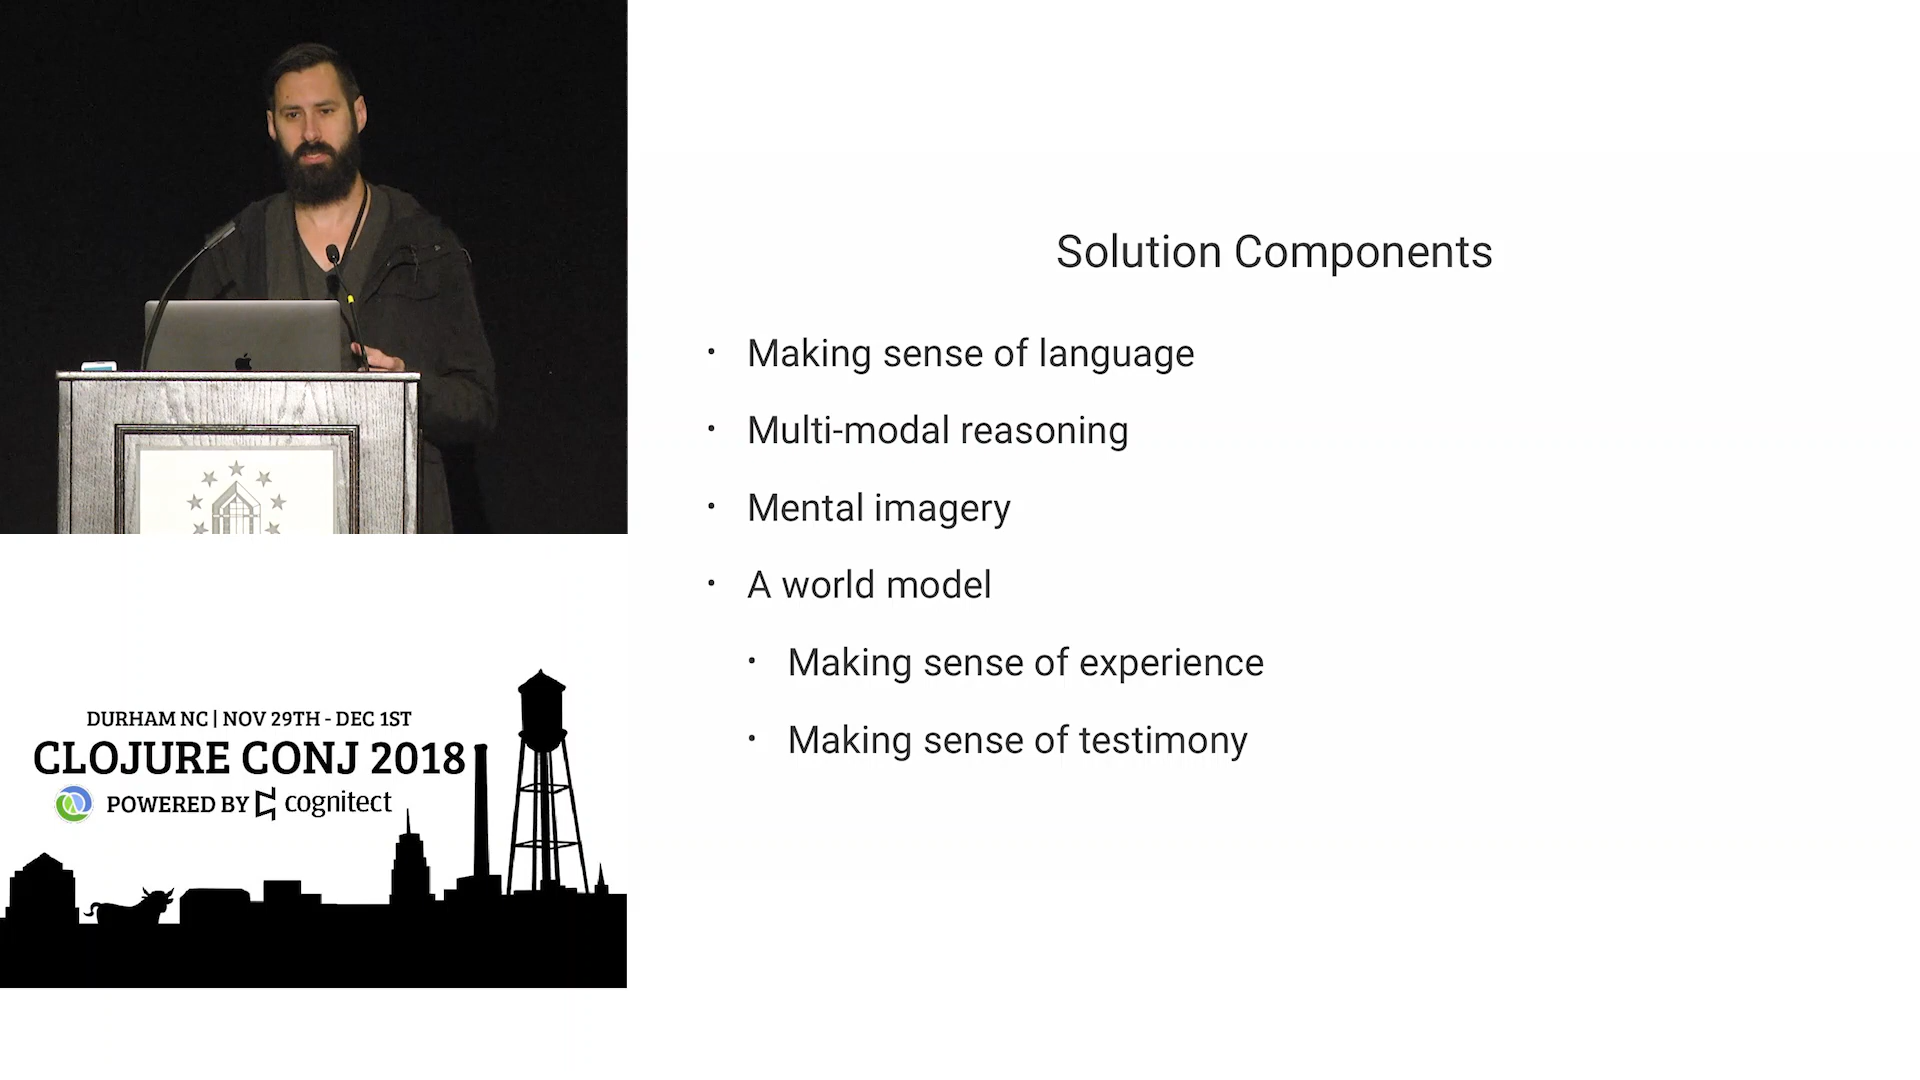 Solution Components
• Making sense of language
• Multi-modal reasoning
• Mental imagery
• A world model
• Making sense of experience
• Making sense of testimony
DURHAM NC | NOV 29TH - DEC 1ST
CLOJURE CONJ 2018
POWERED BY cognitect